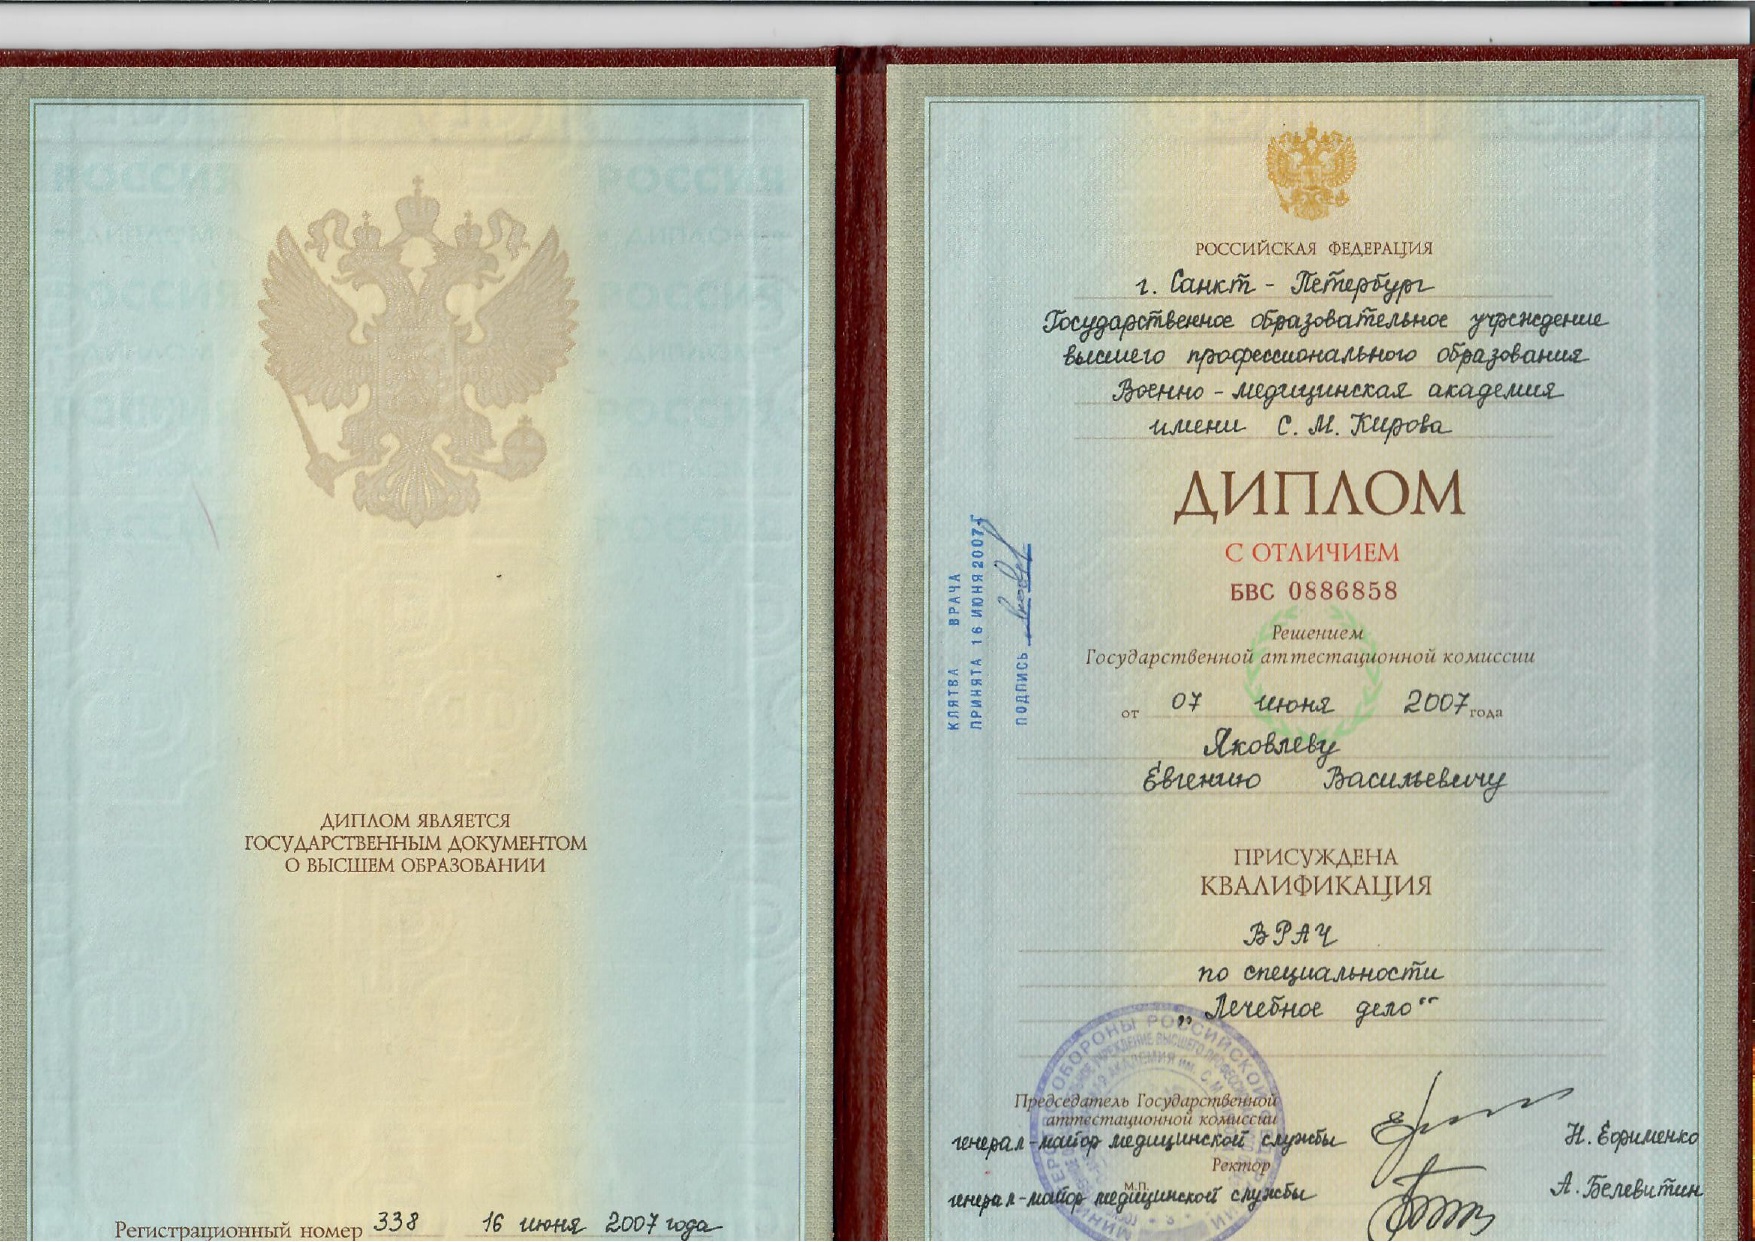 ДИПЛОМ ЯВЛЯЕТСЯ
ГОСУДАРСТВЕННЫМ ДОКУМЕНТОМ
О ВЫСШЕМ ОБРАЗОВАНИИ
Регистрационный номер 338 16 июня 2007 года
РОССИЙСКАЯ ФЕДЕРАЦИЯ
г. Санкт - Петербург
Государственное образовательное учреждение
высшего профессионального образования
Военно - медицинская академия
имени С. М. Кирова
ДИПЛОМ
С ОТЛИЧИЕМ
БВС 0886858
Решением
Государственной аттестационной комиссии
от 07 июня 2007 года
Яковлеву
Евгению Васильевичу
ПРИСУЖДЕНА
КВАЛИФИКАЦИЯ
ВРАЧ
по специальности
„Лечебное дело“
Председатель Государственной
аттестационной комиссии
генерал-майор медицинской службы Н. Ефименко
Ректор
генерал-майор медицинской службы А. Белевитин
М.П.
КЛЯТВА ВРАЧА
ПРИНЯТА 16 ИЮНЯ 2007 Г
ПОДПИСЬ
РОССИЯ
РОССИЯ
ДИПЛОМ